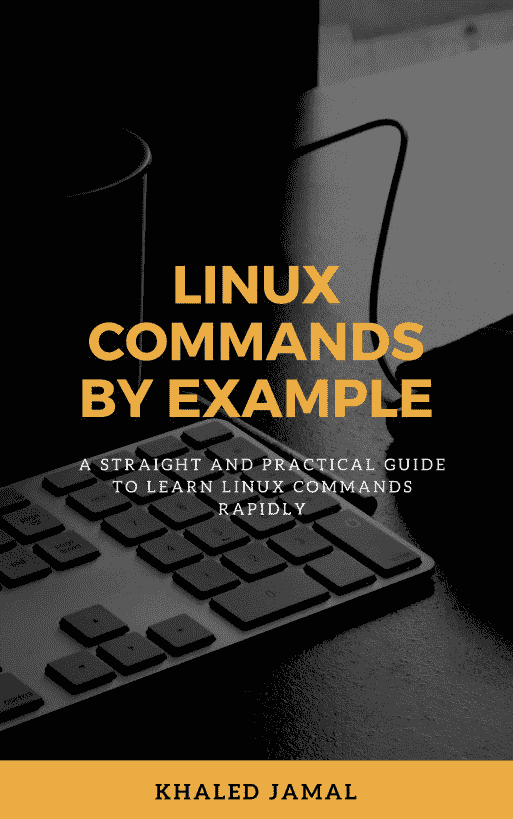 LINUX
COMMANDS
BY EXAMPLE
A STRAIGHT AND PRACTICAL GUIDE
TO LEARN LINUX COMMANDS
RAPIDLY
KHALED JAMAL